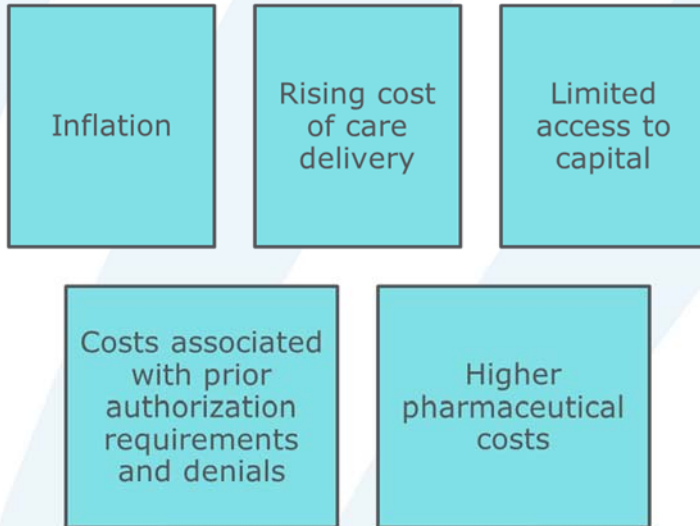 Inflation
Rising cost
of care
delivery
Limited
access to
capital
Costs associated
with prior
authorization
requirements
and denials
Higher
pharmaceutical
costs